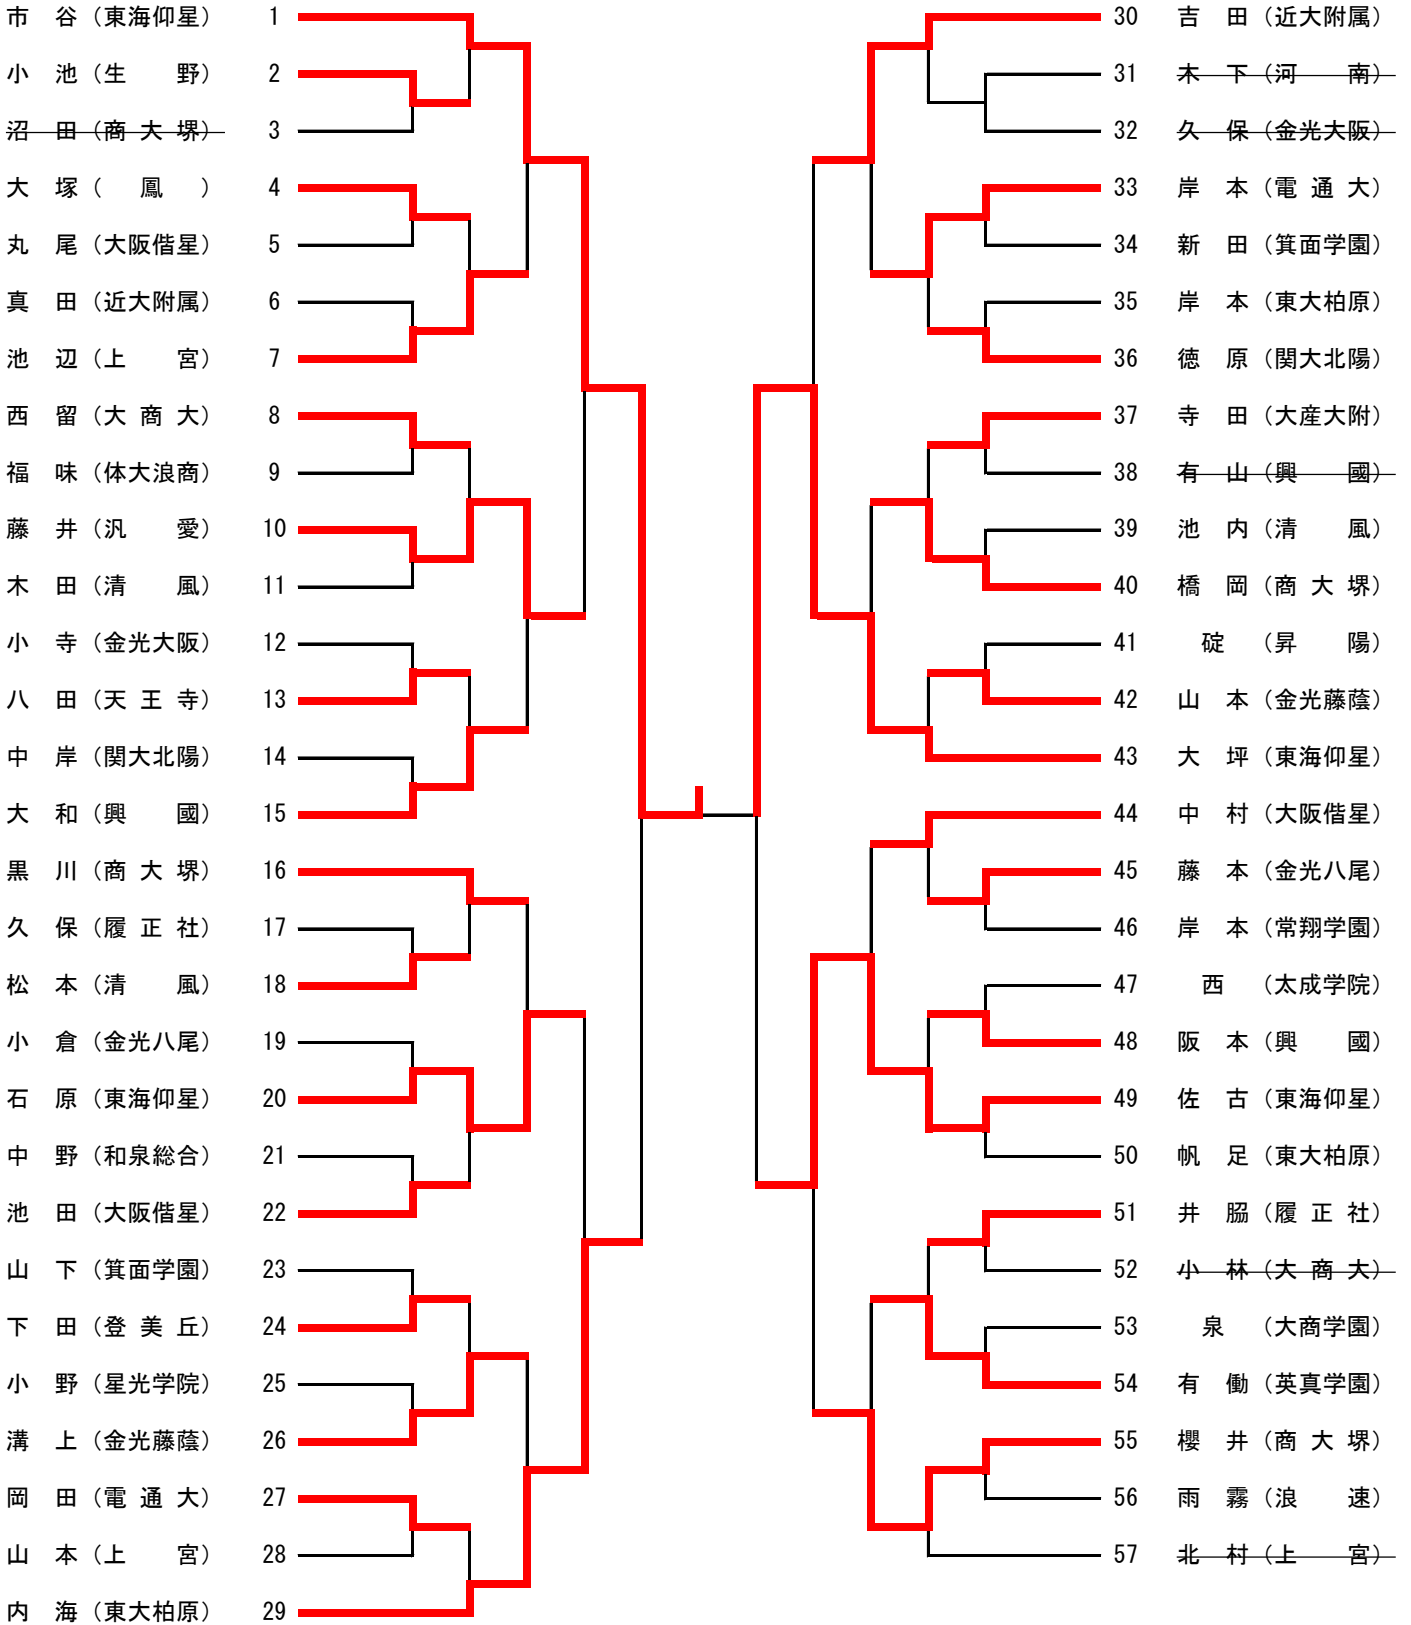 市　谷（東海仰星）　1
小　池（生　　野）　2
沼　田（商 大 堺）　3
大　塚（　鳳　）　4
丸　尾（大阪偕星）　5
真　田（近大附属）　6
池　辺（上　　宮）　7
西　留（大 商 大）　8
福　味（体大浪商）　9
藤　井（汎　　愛）　10
木　田（清　　風）　11
小　寺（金光大阪）　12
八　田（天 王 寺）　13
中　岸（関大北陽）　14
大　和（興　　國）　15
黒　川（商 大 堺）　16
久　保（履 正 社）　17
松　本（清　　風）　18
小　倉（金光八尾）　19
石　原（東海仰星）　20
中　野（和泉総合）　21
池　田（大阪偕星）　22
山　下（箕面学園）　23
下　田（登 美 丘）　24
小　野（星光学院）　25
溝　上（金光藤蔭）　26
岡　田（電 通 大）　27
山　本（上　　宮）　28
内　海（東大柏原）　29
30　吉　田（近大附属）
31　木　下（河　　南）
32　久　保（金光大阪）
33　岸　本（電 通 大）
34　新　田（箕面学園）
35　岸　本（東大柏原）
36　徳　原（関大北陽）
37　寺　田（大産大附）
38　有　山（興　　國）
39　池　内（清　　風）
40　橋　岡（商 大 堺）
41　碇　（昇　　陽）
42　山　本（金光藤蔭）
43　大　坪（東海仰星）
44　中　村（大阪偕星）
45　藤　本（金光八尾）
46　岸　本（常翔学園）
47　西　（太成学院）
48　阪　本（興　　國）
49　佐　古（東海仰星）
50　帆　足（東大柏原）
51　井　脇（履 正 社）
52　小　林（大 商 大）
53　泉　（大商学園）
54　有　働（英真学園）
55　櫻　井（商 大 堺）
56　雨　霧（浪　　速）
57　北　村（上　　宮）